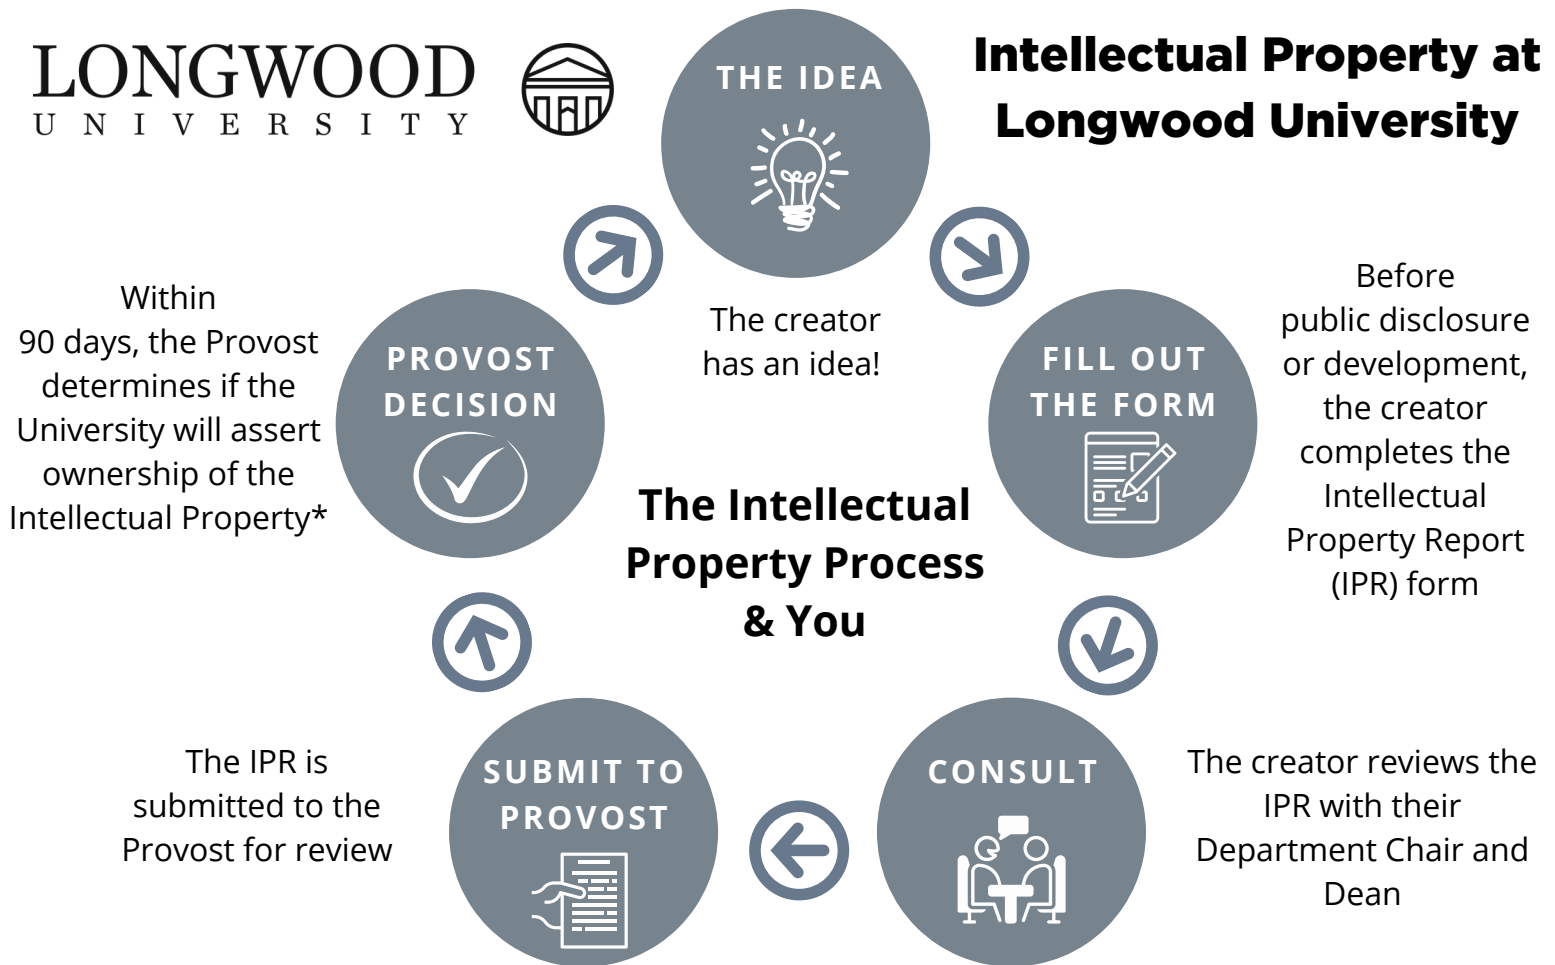 LONGWOOD
UNIVERSITY
Intellectual Property at
Longwood University
THE IDEA
The creator
has an idea!
FILL OUT
THE FORM
Before
public disclosure
or development,
the creator
completes the
Intellectual
Property Report
(IPR) form
CONSULT
The creator reviews the
IPR with their
Department Chair and
Dean
SUBMIT TO
PROVOST
The IPR is
submitted to the
Provost for review
PROVOST
DECISION
Within
90 days, the Provost
determines if the
University will assert
ownership of the
Intellectual Property*
The Intellectual
Property Process
& You